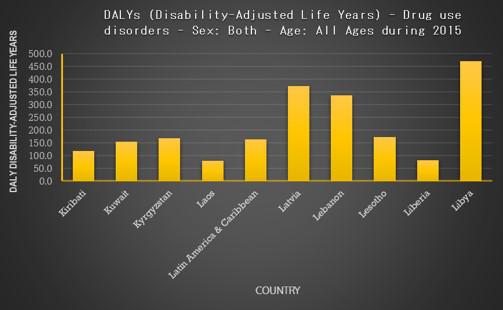 DALYs (Disability-Adjusted Life Years) - Drug use
disorders - Sex: Both - Age: All Ages during 2015
DALY DISABILITY-ADJUSTED LIFE YEARS
500.0
450.0
400.0
350.0
300.0
250.0
200.0
150.0
100.0
50.0
0.0
Kiribati
Kuwait
Kyrgyzstan
Laos
Latin America & Caribbean
Latvia
Lebanon
Lesotho
Liberia
Libya
COUNTRY